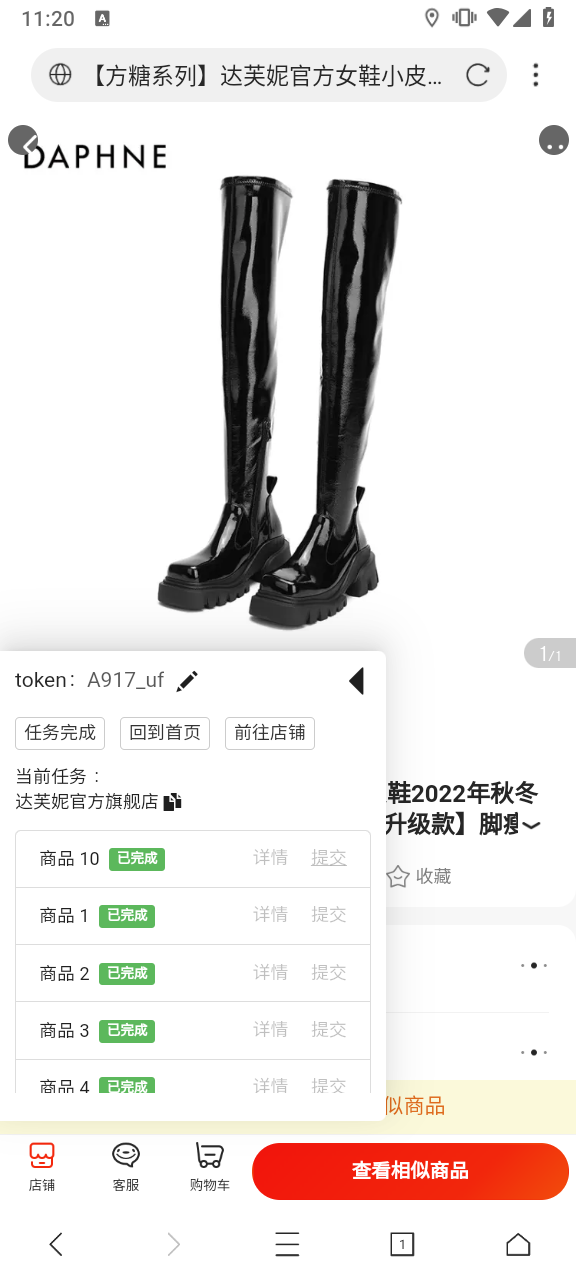 11:20
A
【方糖系列】达芙妮官方女鞋小皮...
DAPHNE
1/1
token： A917_uf
任务完成
回到首页
前往店铺
当前任务：
达芙妮官方旗舰店
鞋2022年秋冬
升级款】脚
收藏
商品 10 已完成 详情 提交
商品 1 已完成 详情 提交
商品 2 已完成 详情 提交
商品 3 已完成 详情 提交
商品 4 已完成 详情 提交
似商品
店铺
客服
购物车
查看相似商品
1